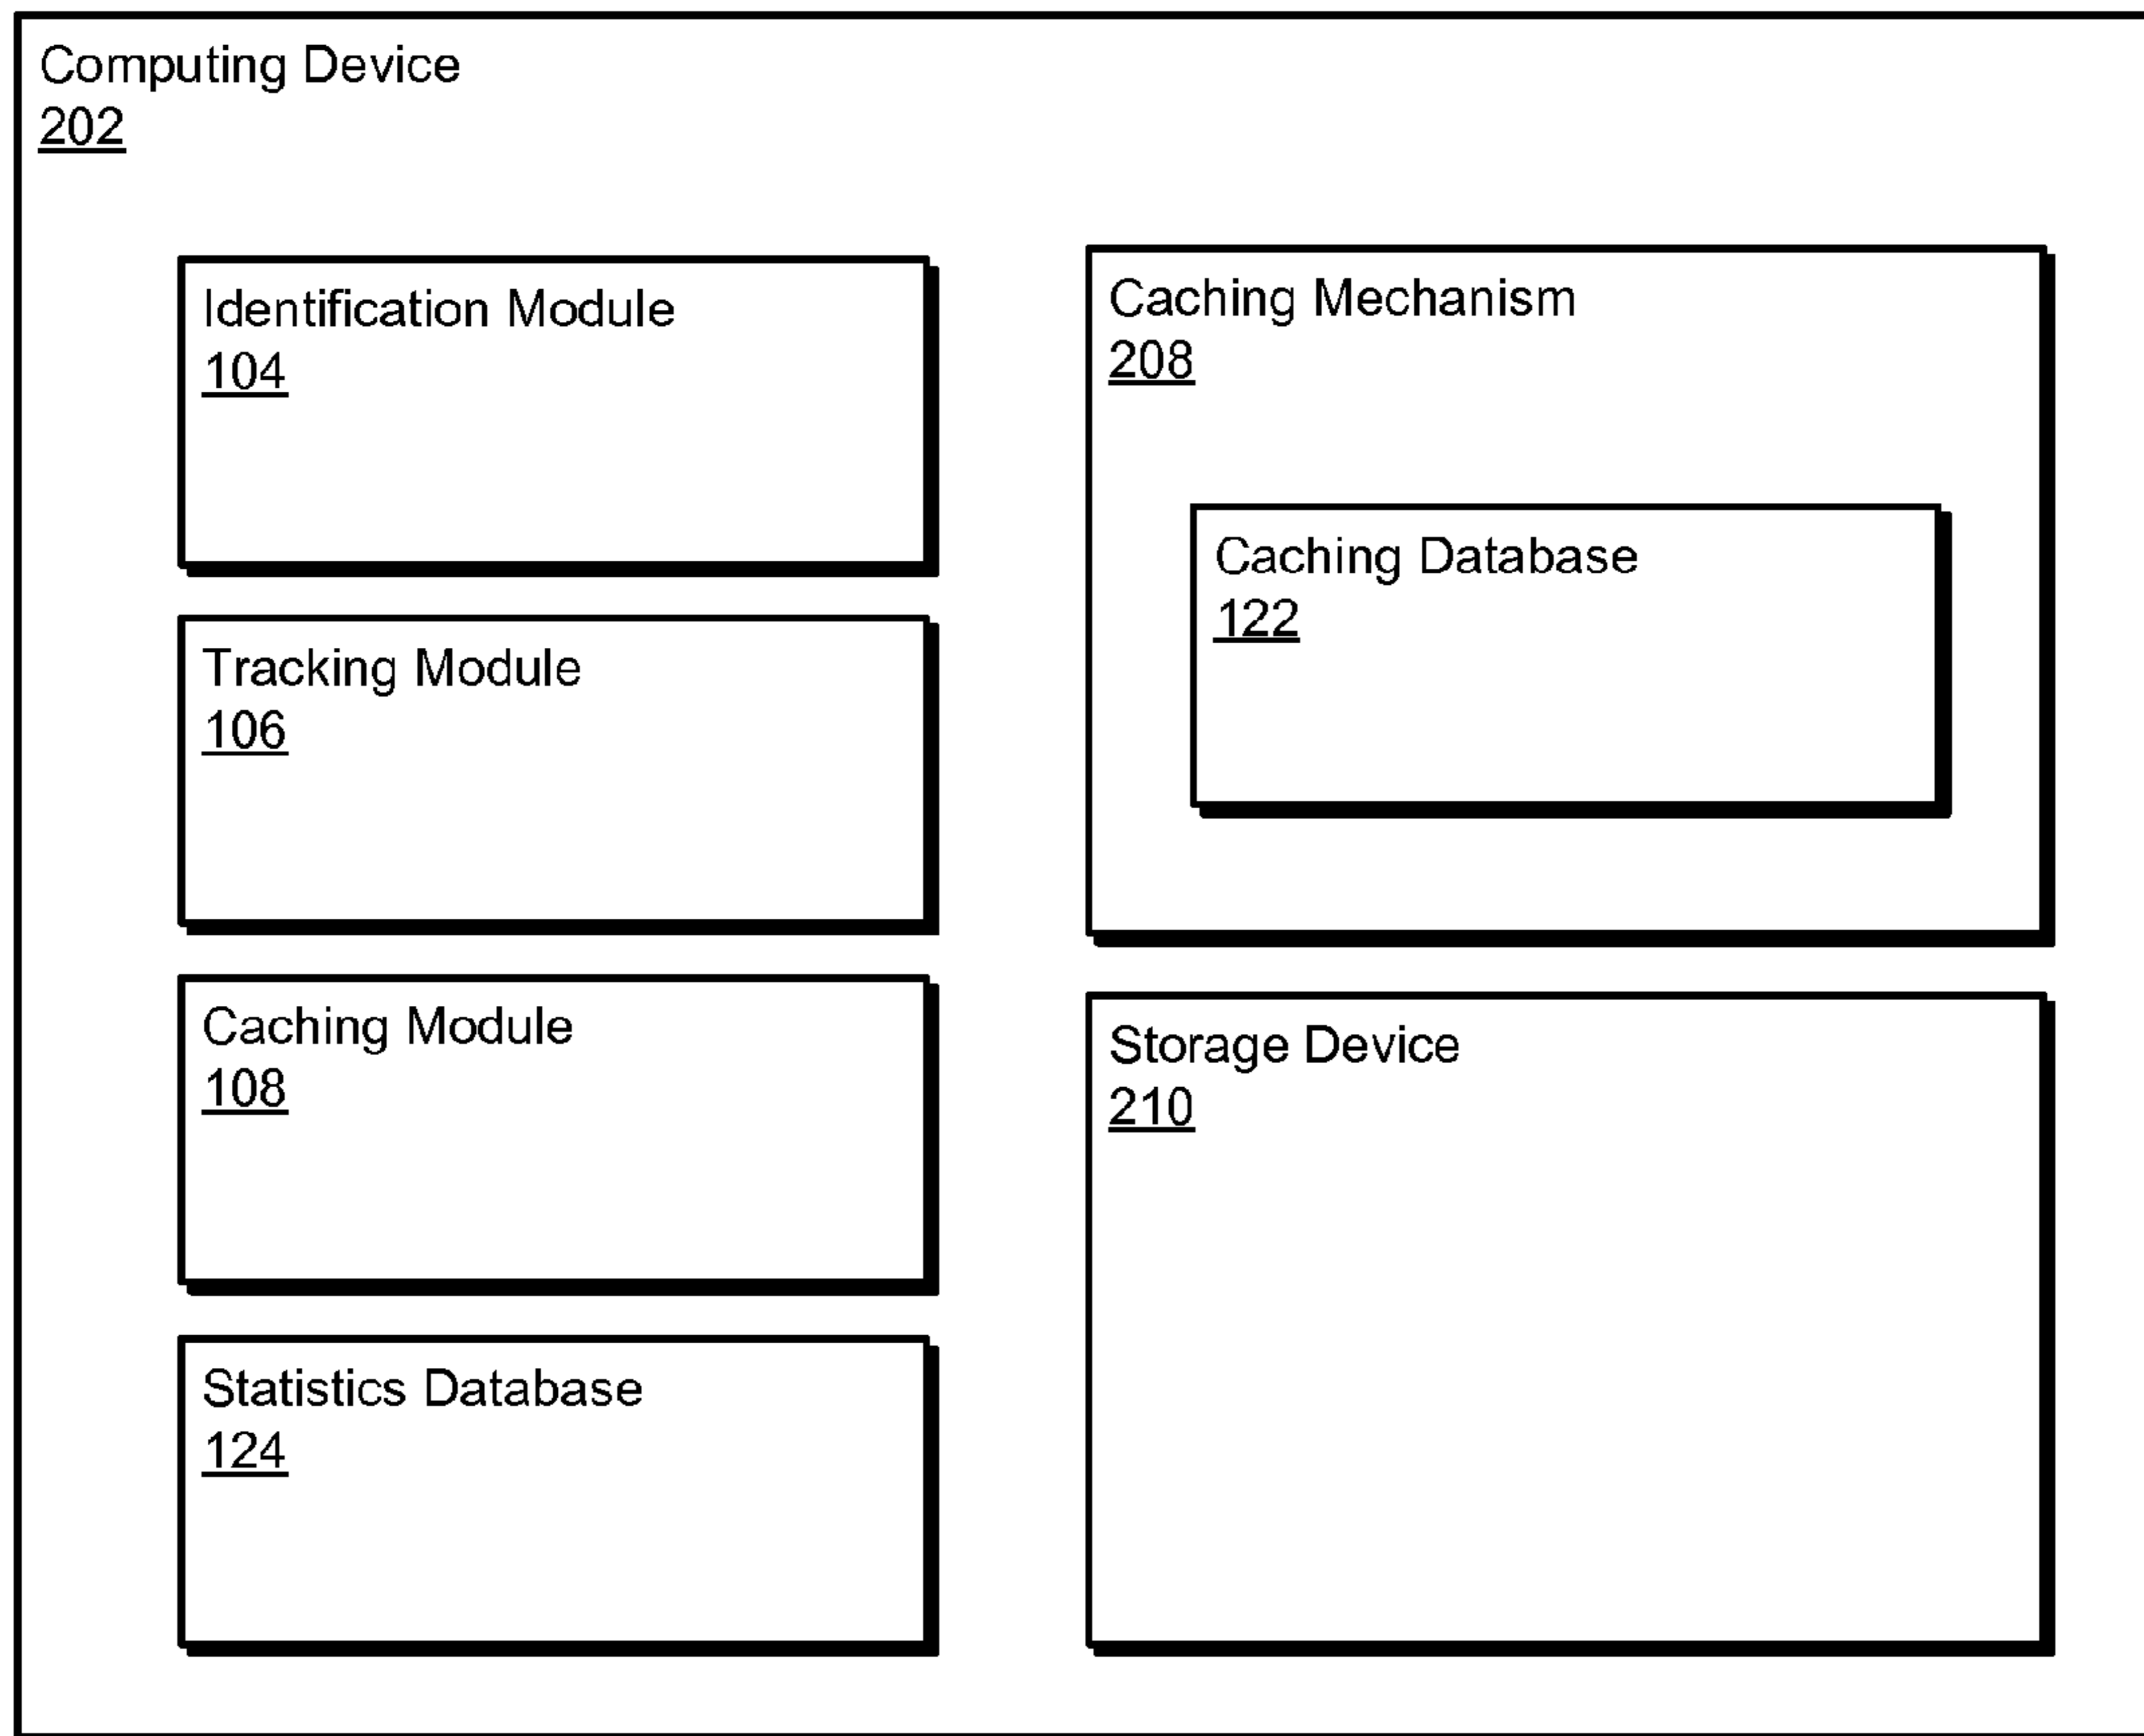 Computing Device
202
Identification Module
104
Tracking Module
106
Caching Module
108
Statistics Database
124
Caching Mechanism
208
Caching Database
122
Storage Device
210